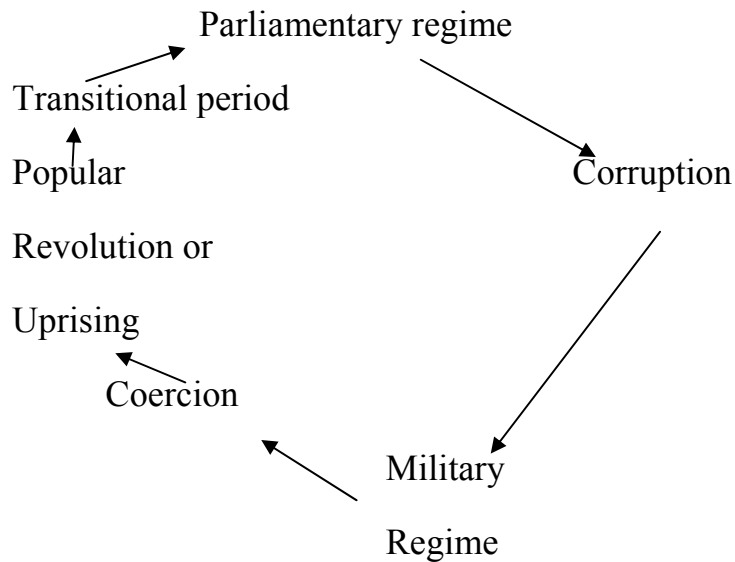 Parliamentary regime
Transitional period
Popular
Corruption
Revolution or
Uprising
Coercion
Military
Regime